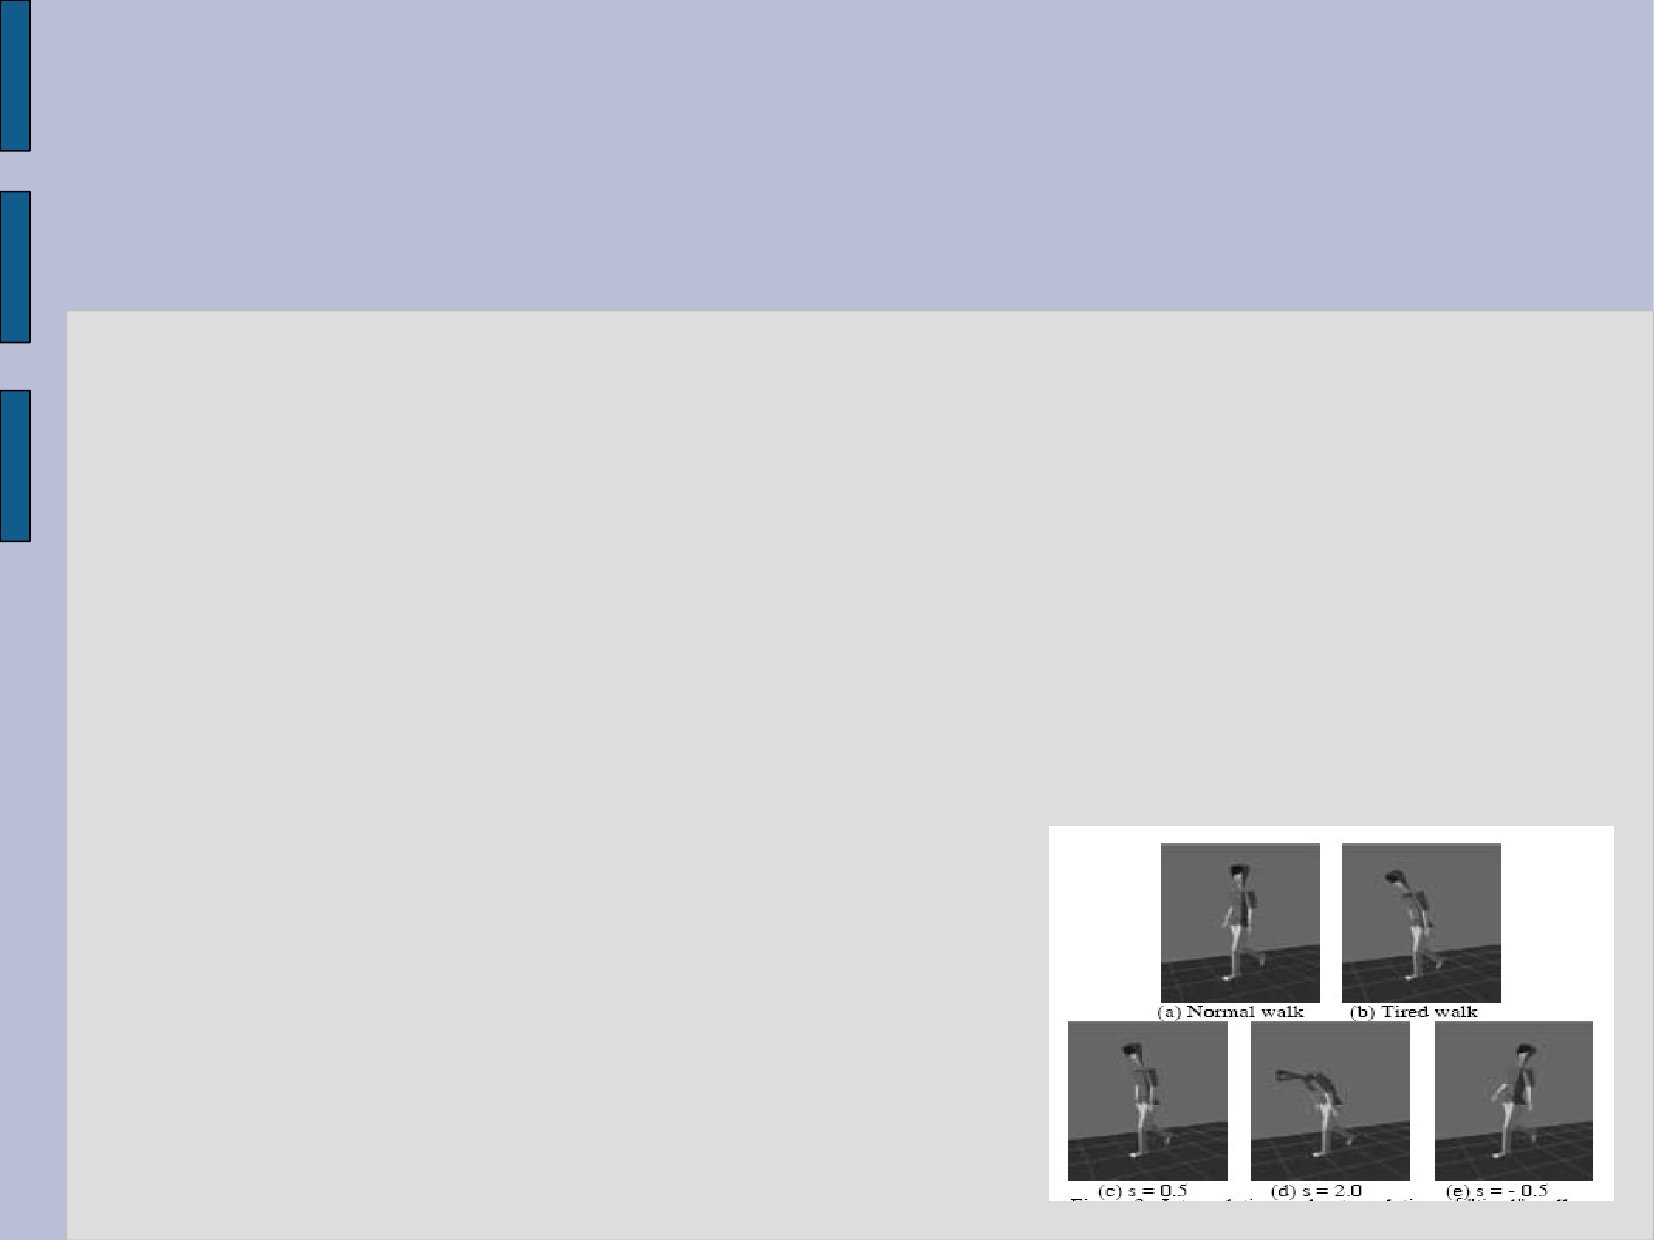 (a) Normal walk (b) Tired walk
(c) s = 0.5 (d) s = 2.0 (e) s = - 0.5